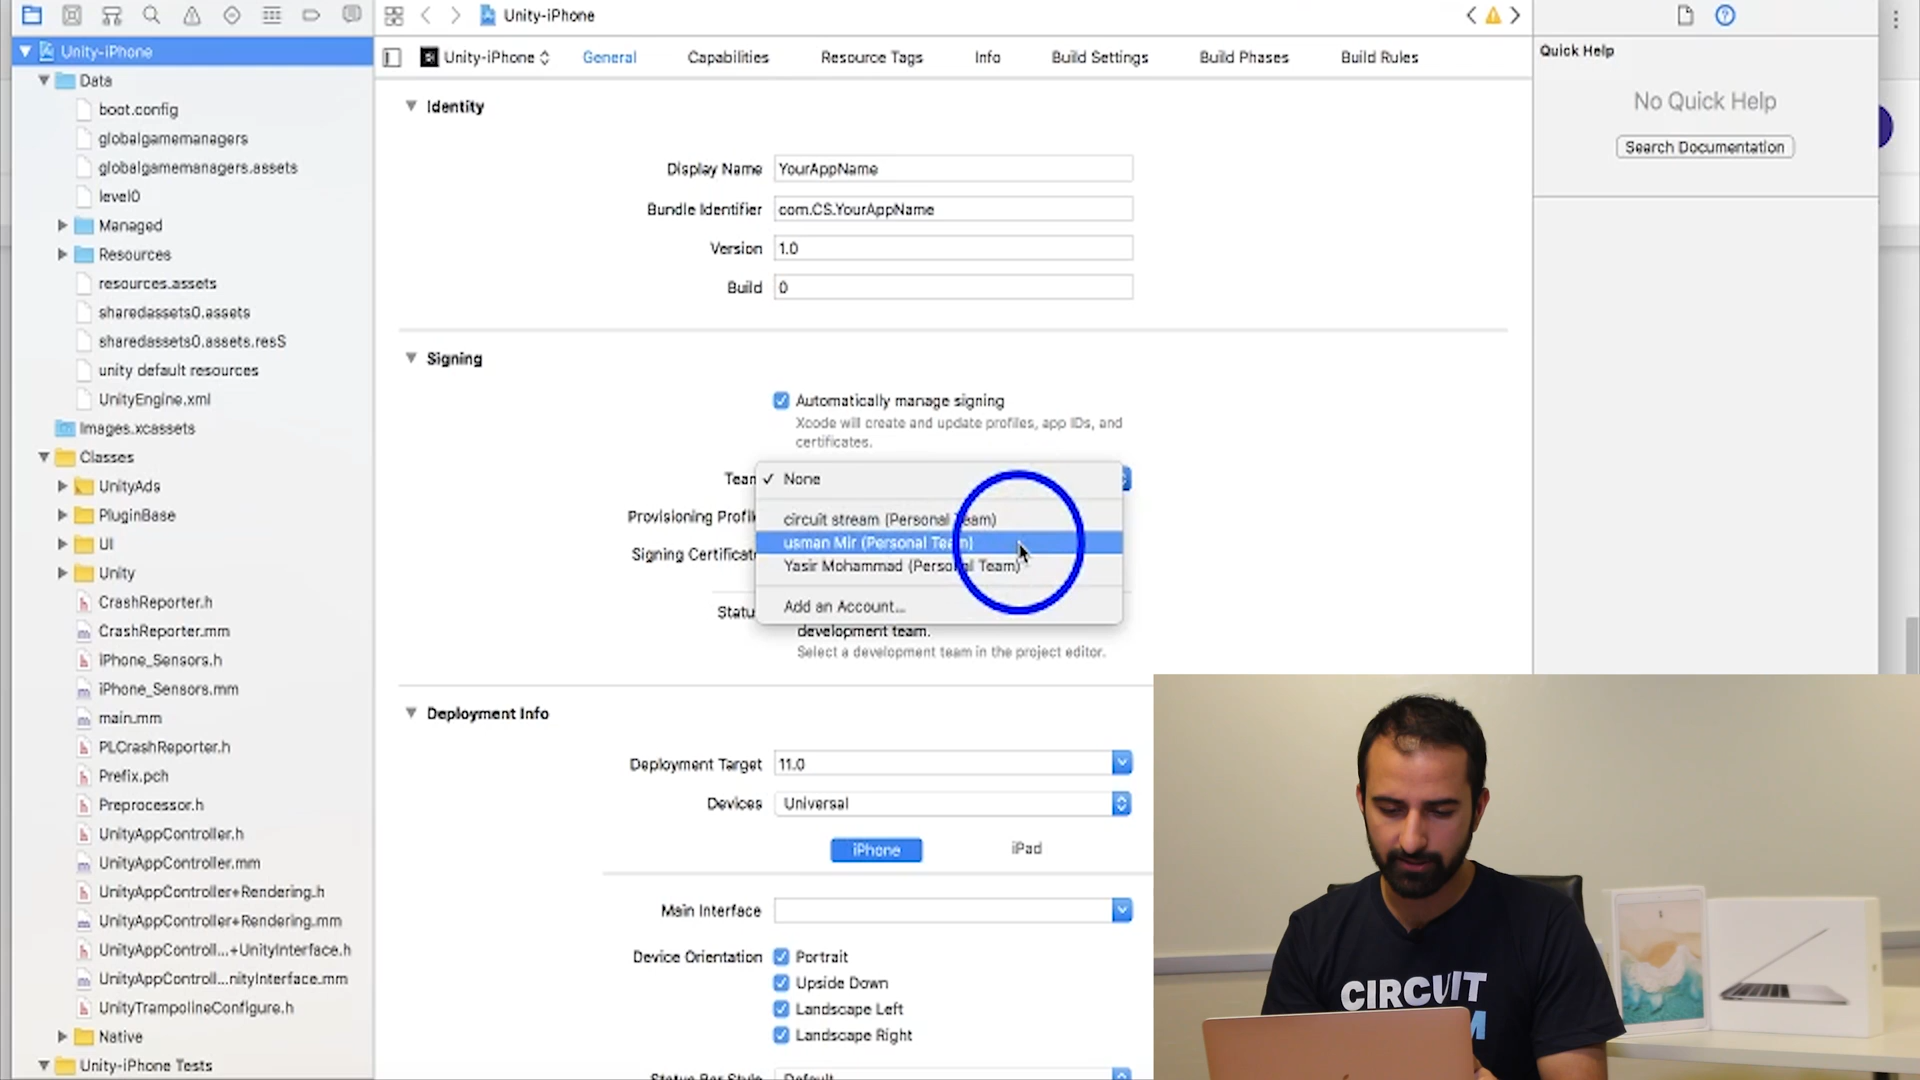 Unity-iPhone
Unity-iPhone
General
Capabilities
Resource Tags
Info
Build Settings
Build Phases
Build Rules
Unity-iPhone
Data
boot.config
globalgamemanagers
globalgamemanagers.assets
level0
Managed
Resources
resources.assets
sharedassets0.assets
sharedassets0.assets.resS
unity default resources
UnityEngine.xml
Images.xcassets
Classes
UnityAds
PluginBase
UI
Unity
CrashReporter.h
CrashReporter.mm
iPhone_Sensors.h
iPhone_Sensors.mm
main.mm
PLCrashReporter.h
Prefix.pch
Preprocessor.h
UnityAppController.h
UnityAppController.mm
UnityAppController+Rendering.h
UnityAppController+Rendering.mm
UnityAppControll...+UnityInterface.h
UnityAppControll...nityInterface.mm
UnityTrampolineConfigure.h
Native
Unity-iPhone Tests
Identity
Display Name YourAppName
Bundle Identifier com.CS.YourAppName
Version 1.0
Build 0
Signing
Automatically manage signing
Xcode will create and update profiles, app IDs, and
certificates.
Team
None
circuit stream (Personal Team)
usman Mir (Personal Team)
Yasir Mohammad (Personal Team)
Add an Account...
Provisioning Profil
Signing Certificat
Statu
development team.
Select a development team in the project editor.
Deployment Info
Deployment Target 11.0
Devices Universal
iPhone
iPad
Main Interface
Device Orientation
Portrait
Upside Down
Landscape Left
Landscape Right
Status Bar Style Default
Quick Help
No Quick Help
Search Documentation
CIRCUIT